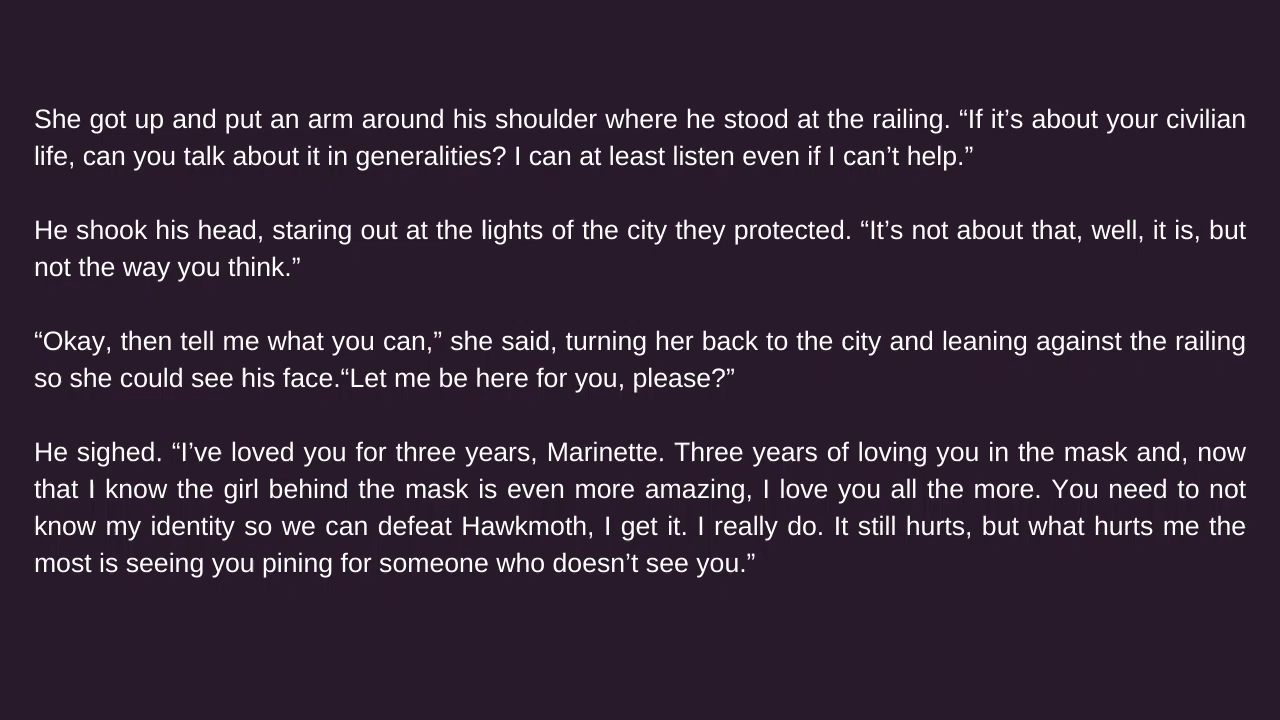 She got up and put an arm around his shoulder where he stood at the railing. “If it’s about your civilian
life, can you talk about it in generalities? I can at least listen even if I can’t help.”
He shook his head, staring out at the lights of the city they protected. “It’s not about that, well, it is, but
not the way you think.”
“Okay, then tell me what you can,” she said, turning her back to the city and leaning against the railing
so she could see his face.“Let me be here for you, please?”
He sighed. “I’ve loved you for three years, Marinette. Three years of loving you in the mask and, now
that I know the girl behind the mask is even more amazing, I love you all the more. You need to not
know my identity so we can defeat Hawkmoth, I get it. I really do. It still hurts, but what hurts me the
most is seeing you pining for someone who doesn’t see you.”